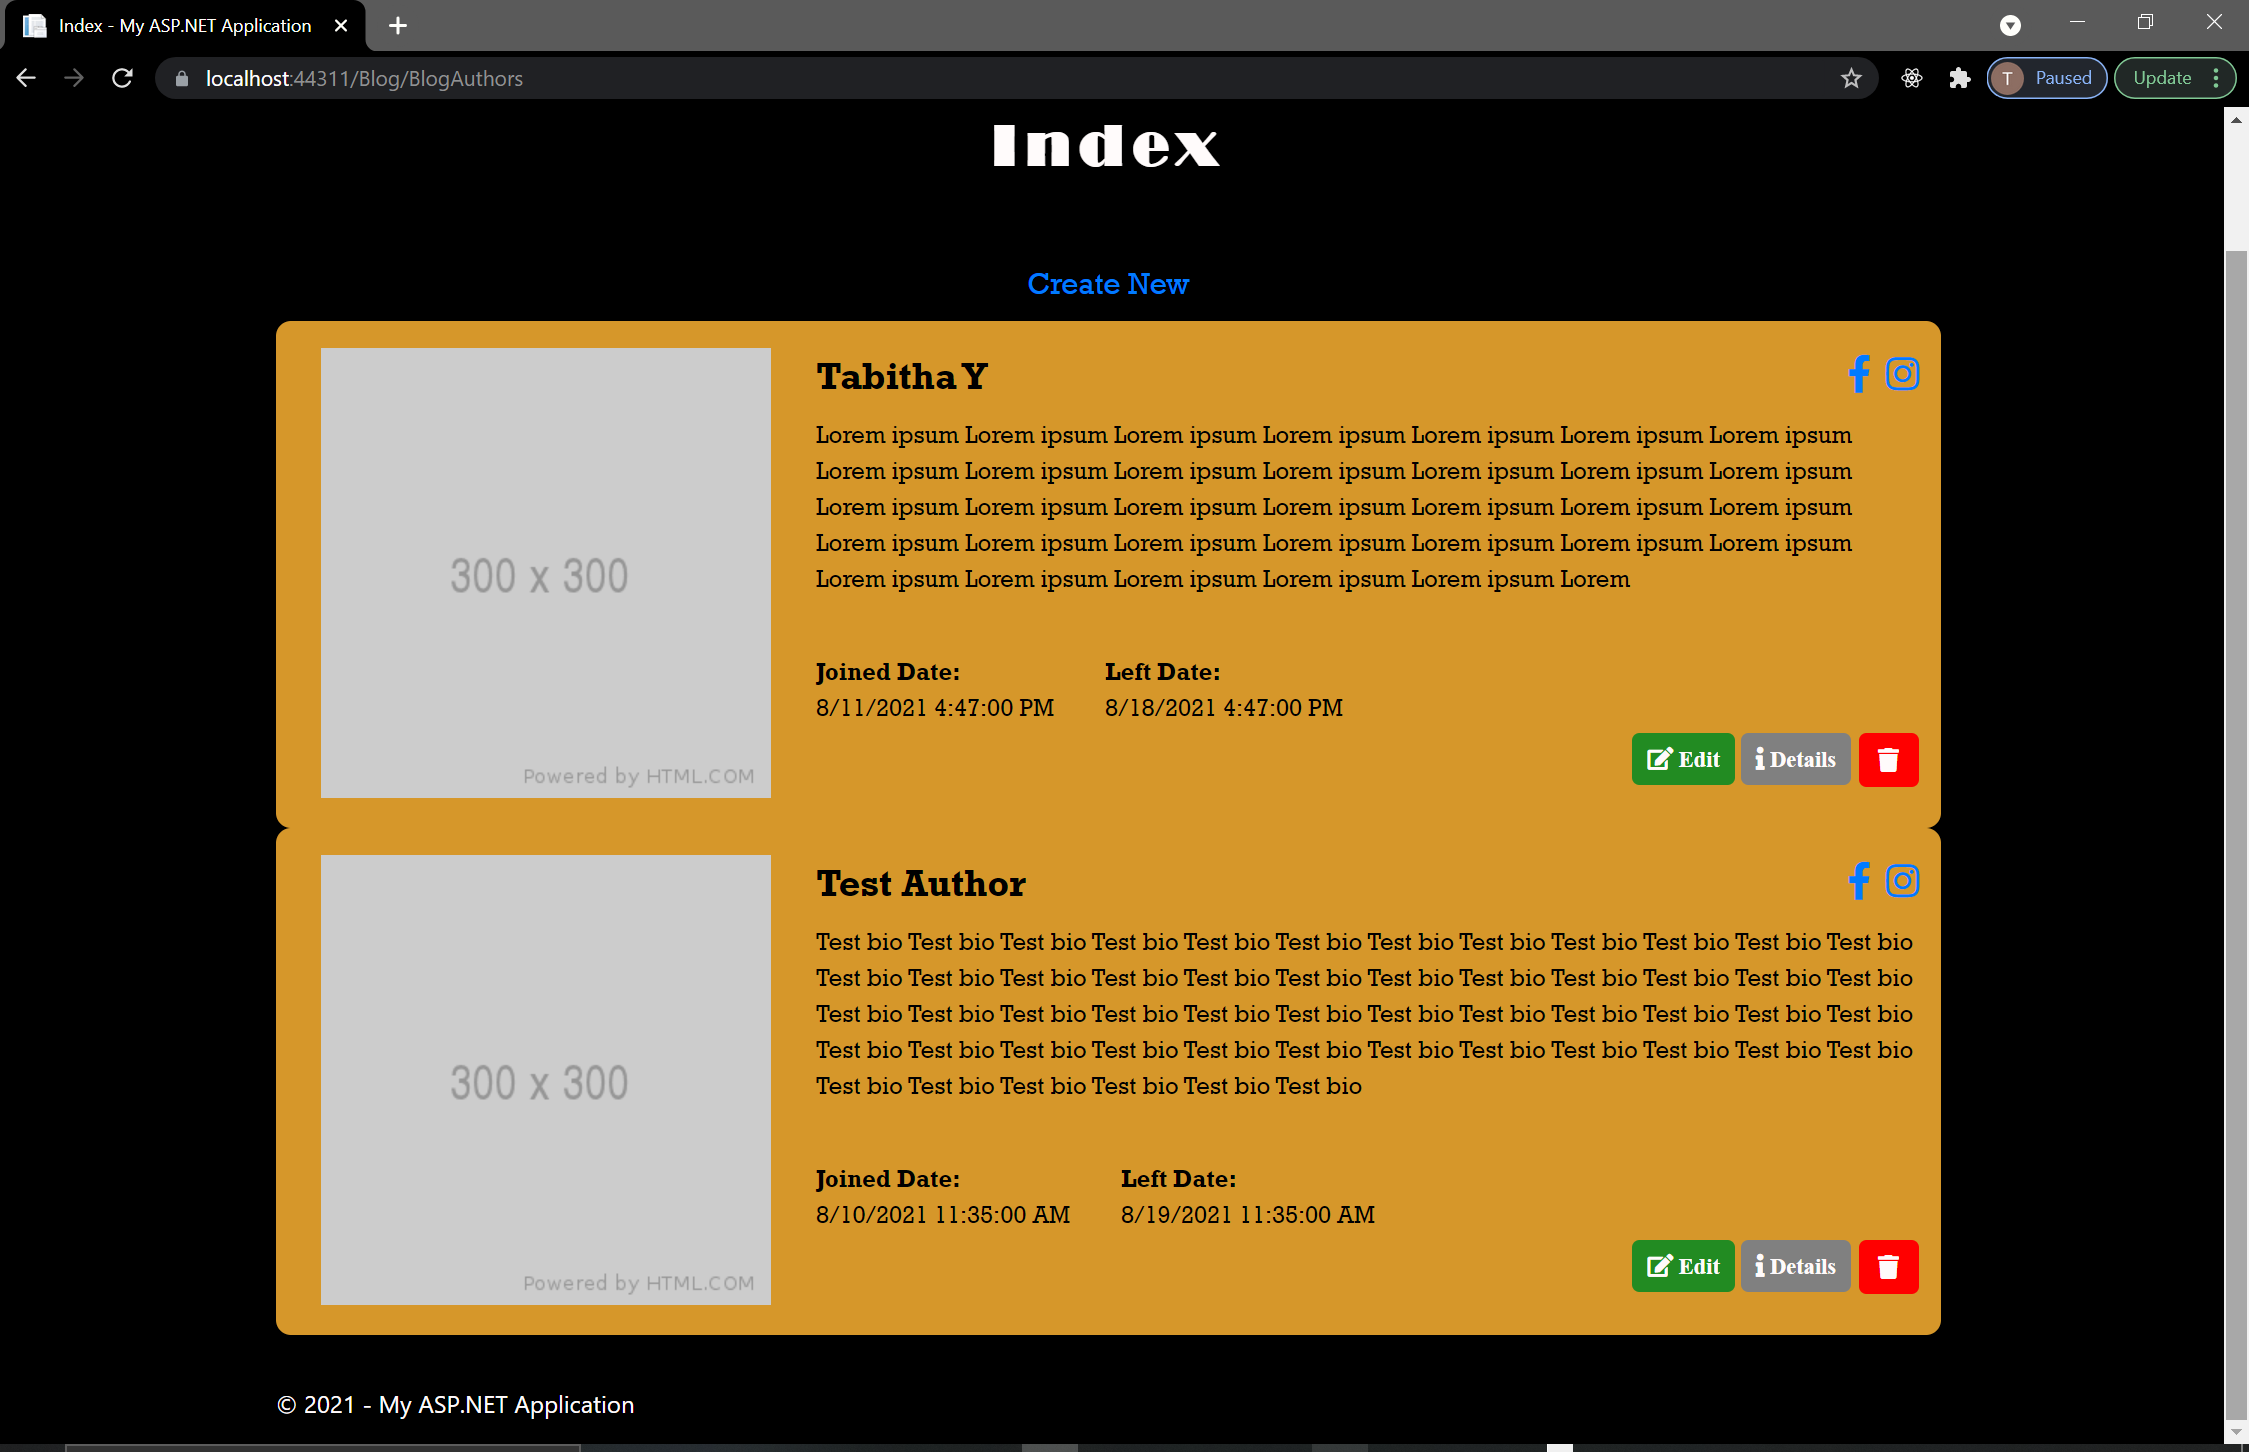 Index - My ASP.NET Application
localhost:44311/Blog/BlogAuthors
T Paused
Update
Index
Create New
300 x 300
Powered by HTML.COM
Tabitha Y
Lorem ipsum Lorem ipsum Lorem ipsum Lorem ipsum Lorem ipsum Lorem ipsum Lorem ipsum
Lorem ipsum Lorem ipsum Lorem ipsum Lorem ipsum Lorem ipsum Lorem ipsum Lorem ipsum
Lorem ipsum Lorem ipsum Lorem ipsum Lorem ipsum Lorem ipsum Lorem ipsum Lorem ipsum
Lorem ipsum Lorem ipsum Lorem ipsum Lorem ipsum Lorem ipsum Lorem ipsum Lorem ipsum
Lorem ipsum Lorem ipsum Lorem ipsum Lorem ipsum Lorem ipsum Lorem
Joined Date: Left Date:
8/11/2021 4:47:00 PM 8/18/2021 4:47:00 PM
Edit Details
300 x 300
Powered by HTML.COM
Test Author
Test bio Test bio Test bio Test bio Test bio Test bio Test bio Test bio Test bio Test bio Test bio Test bio
Test bio Test bio Test bio Test bio Test bio Test bio Test bio Test bio Test bio Test bio Test bio Test bio
Test bio Test bio Test bio Test bio Test bio Test bio Test bio Test bio Test bio Test bio Test bio Test bio
Test bio Test bio Test bio Test bio Test bio Test bio Test bio Test bio Test bio Test bio Test bio Test bio
Test bio Test bio Test bio Test bio Test bio Test bio
Joined Date: Left Date:
8/10/2021 11:35:00 AM 8/19/2021 11:35:00 AM
Edit Details
© 2021 - My ASP.NET Application